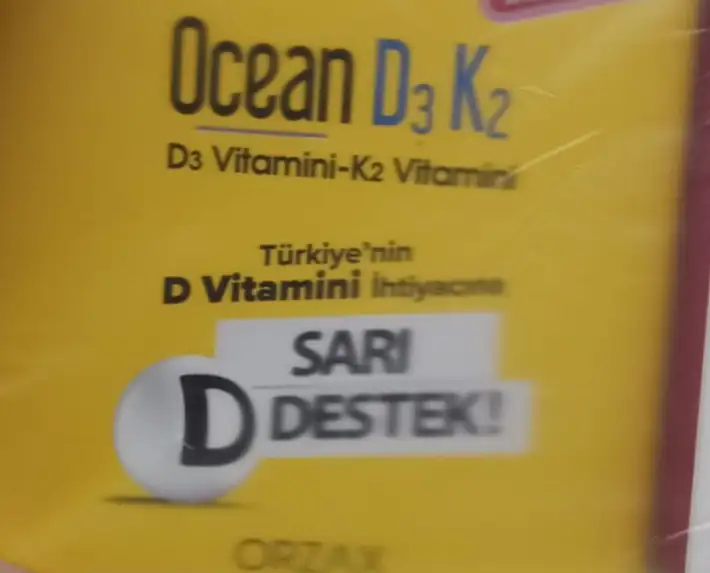 Ocean D3 K2
D3 Vitamini-K2 Vitamini
Türkiye'nin
D Vitamini İhtiyacına
SARI
D DESTEK!
ORZAX